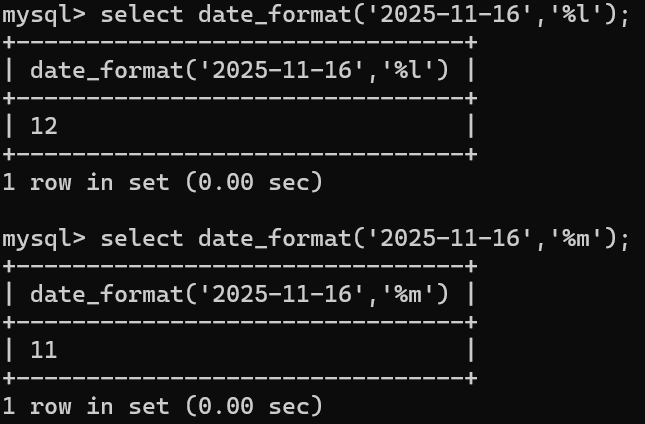 mysql> select date_format('2025-11-16','%l');
+--------------------------------+
| date_format('2025-11-16','%l') |
+--------------------------------+
| 12                             |
+--------------------------------+
1 row in set (0.00 sec)
mysql> select date_format('2025-11-16','%m');
+--------------------------------+
| date_format('2025-11-16','%m') |
+--------------------------------+
| 11                             |
+--------------------------------+
1 row in set (0.00 sec)